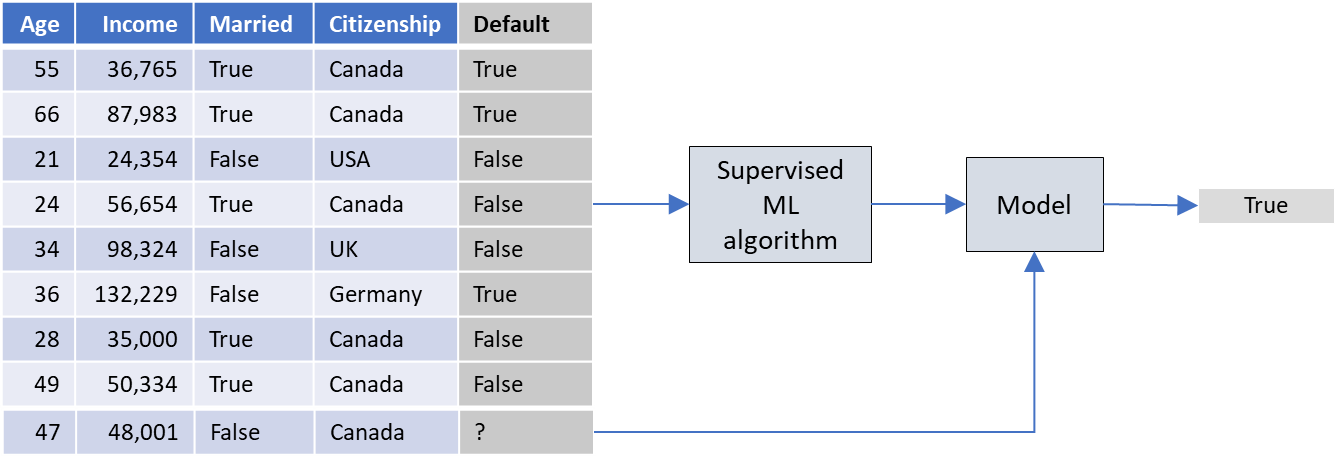 Age Income Married Citizenship Default
55 36,765 True Canada True
66 87,983 True Canada True
21 24,354 False USA False
24 56,654 True Canada False
34 98,324 False UK False
36 132,229 False Germany True
28 35,000 True Canada False
49 50,334 True Canada False
47 48,001 False Canada ?
Supervised
ML
algorithm
Model
True